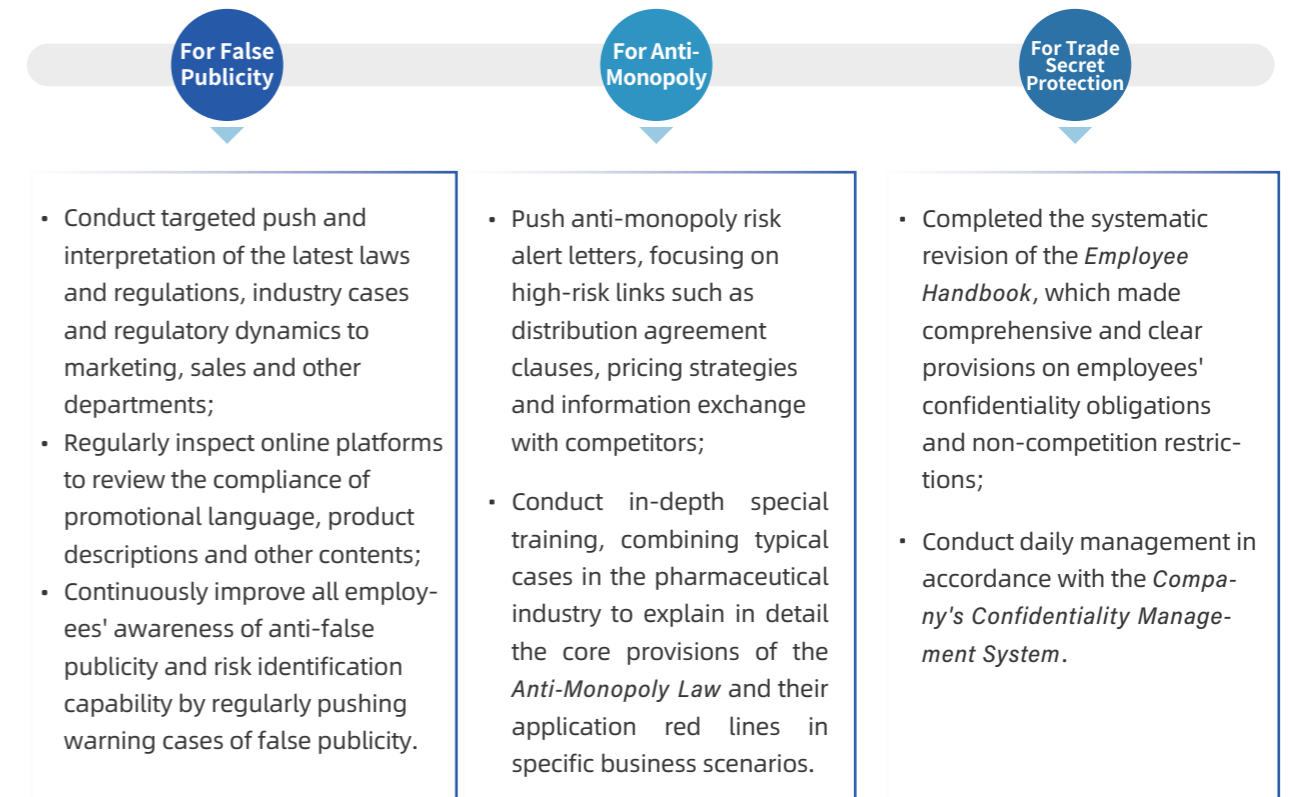 For False
Publicity
For Anti-
Monopoly
For Trade
Secret
Protection
• Conduct targeted push and
interpretation of the latest laws
and regulations, industry cases
and regulatory dynamics to
marketing, sales and other
departments;
• Regularly inspect online platforms
to review the compliance of
promotional language, product
descriptions and other contents;
• Continuously improve all employ-
ees' awareness of anti-false
publicity and risk identification
capability by regularly pushing
warning cases of false publicity.
• Push anti-monopoly risk
alert letters, focusing on
high-risk links such as
distribution agreement
clauses, pricing strategies
and information exchange
with competitors;
• Conduct in-depth special
training, combining typical
cases in the pharmaceutical
industry to explain in detail
the core provisions of the
Anti-Monopoly Law and their
application red lines in
specific business scenarios.
• Completed the systematic
revision of the Employee
Handbook, which made
comprehensive and clear
provisions on employees'
confidentiality obligations
and non-competition restric-
tions;
• Conduct daily management in
accordance with the Compa-
ny's Confidentiality Manage-
ment System.